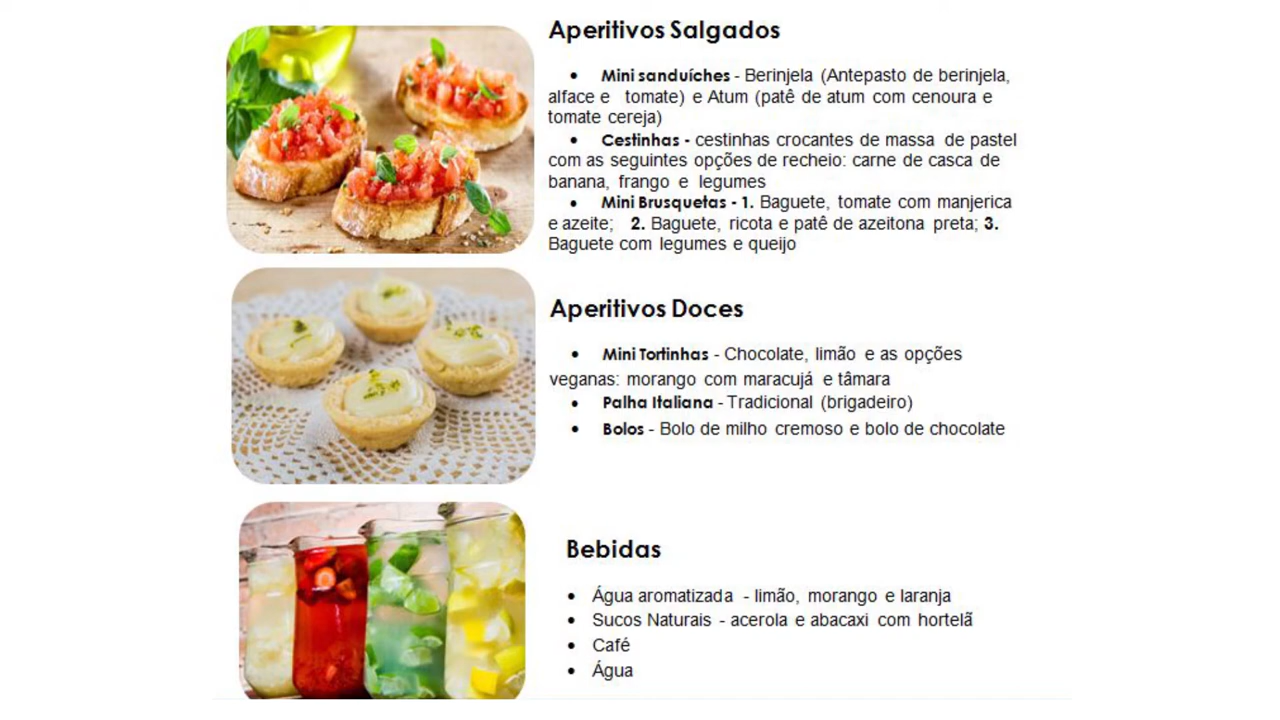 Aperitivos Salgados
• Mini sanduíches - Berinjela (Antepasto de berinjela,
alface e tomate) e Atum (patê de atum com cenoura e
tomate cereja)
• Cestinhas - cestinhas crocantes de massa de pastel
com as seguintes opções de recheio: carne de casca de
banana, frango e legumes
• Mini Brusquetas - 1. Baguete, tomate com manjerica
e azeite; 2. Baguete, ricota e patê de azeitona preta; 3.
Baguete com legumes e queijo
Aperitivos Doces
• Mini Tortinhas - Chocolate, limão e as opções
veganas: morango com maracujá e tâmara
• Palha Italiana - Tradicional (brigadeiro)
• Bolos - Bolo de milho cremoso e bolo de chocolate
Bebidas
• Água aromatizada - limão, morango e laranja
• Sucos Naturais - acerola e abacaxi com hortelã
• Café
• Água